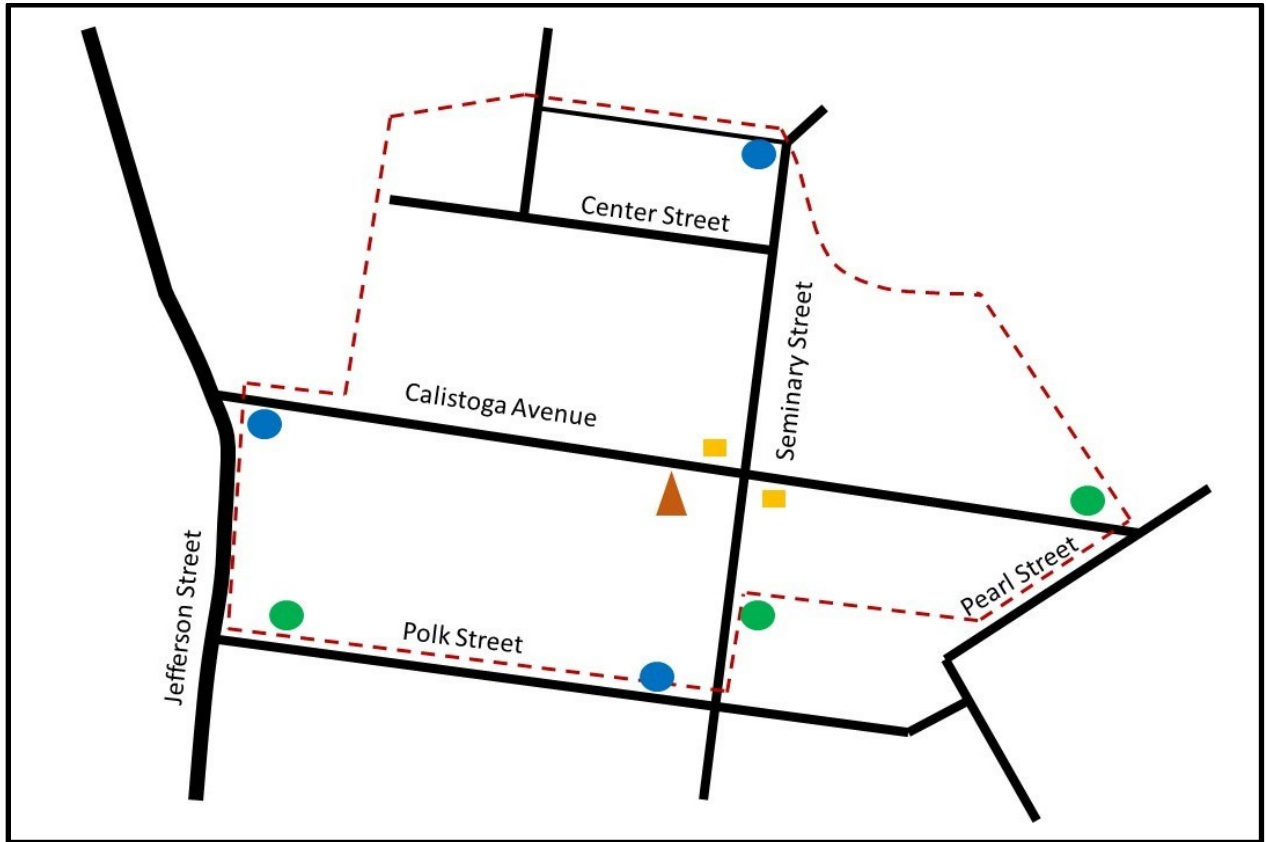 Center Street
Seminary Street
Calistoga Avenue
Pearl Street
Jefferson Street
Polk Street